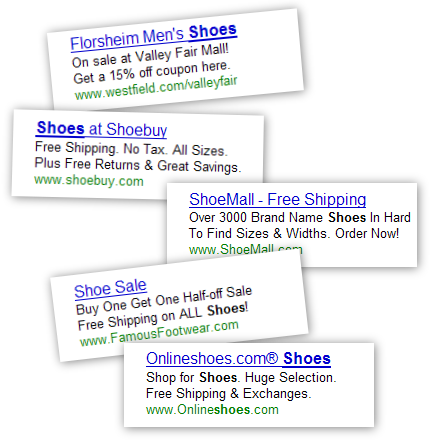 Florsheim Men's Shoes
On sale at Valley Fair Mall!
Get a 15% off coupon here.
www.westfield.com/valleyfair
Shoes at Shoebuy
Free Shipping. No Tax. All Sizes.
Plus Free Returns & Great Savings.
www.shoebuy.com
ShoeMall - Free Shipping
Over 3000 Brand Name Shoes In Hard
To Find Sizes & Widths. Order Now!
www.ShoeMall.com
Shoe Sale
Buy One Get One Half-off Sale
Free Shipping on ALL Shoes!
www.FamousFootwear.com
Onlineshoes.com® Shoes
Shop for Shoes. Huge Selection.
Free Shipping & Exchanges.
www.Onlineshoes.com